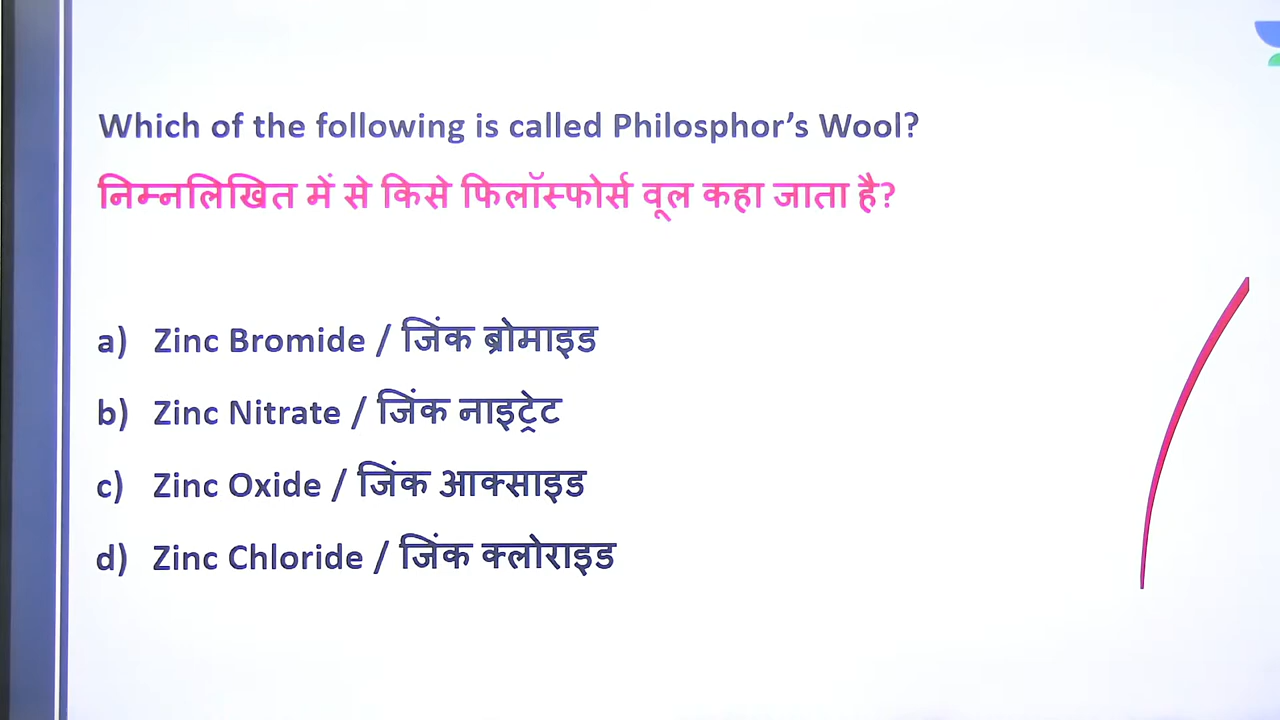 Which of the following is called Philosphor’s Wool?
निम्नलिखित में से किसे फिलॉस्फोर्स वूल कहा जाता है?
a) Zinc Bromide / जिंक ब्रोमाइड
b) Zinc Nitrate / जिंक नाइट्रेट
c) Zinc Oxide / जिंक आक्साइड
d) Zinc Chloride / जिंक क्लोराइड